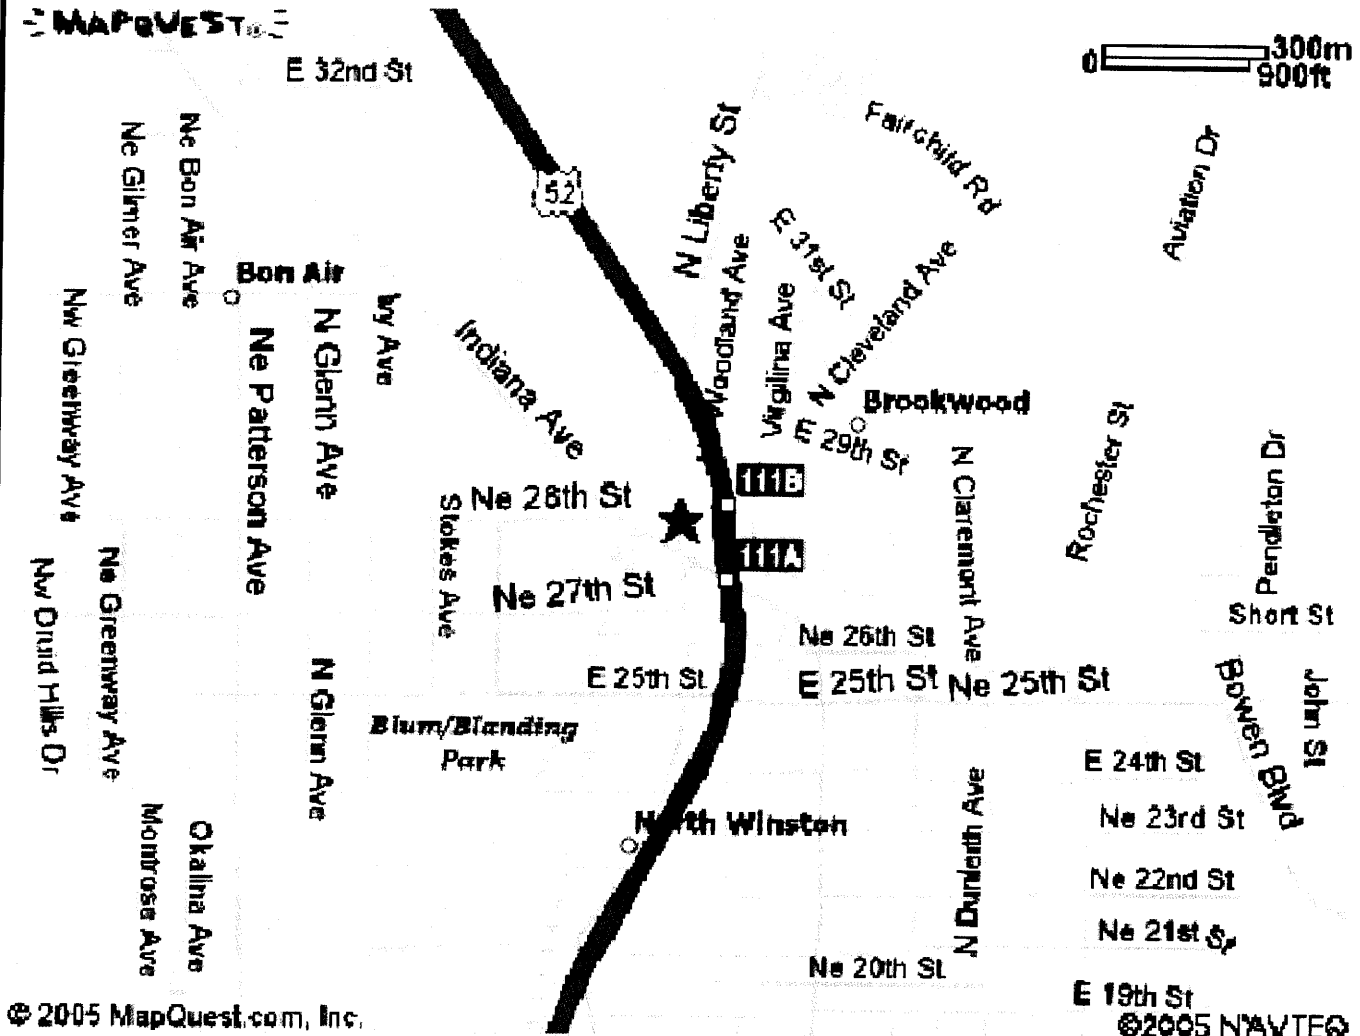 MAPQUEST®
0 300m
900ft
E 32nd St
52
N Liberty St
Fairchild Rd
Aviation Dr
Ne Gilmer Ave
Ne Bon Air Ave
E 31st St
Bon Air
Woodland Ave
Virgilina Ave
N Cleveland Ave
Nw Greenway Ave
Ne Patterson Ave
N Glenn Ave
Ivy Ave
Indiana Ave
Brookwood
E 29th St
Rochester St
Pendleton Dr
N Claremont Ave
111B
Ne 28th St
Stokes Ave
111A
Ne 27th St
Nw Druid Hills Dr
Ne Greenway Ave
Short St
Ne 26th St
E 25th St
E 25th St
Ne 25th St
N Glenn Ave
Bowen Blvd
John St
Blum/Blanding
Park
E 24th St
North Winston
N Dunleith Ave
Ne 23rd St
Montrose Ave
Okalina Ave
Ne 22nd St
Ne 21st St
Ne 20th St
E 19th St
© 2005 MapQuest.com, Inc.
©2005 NAVTEQ